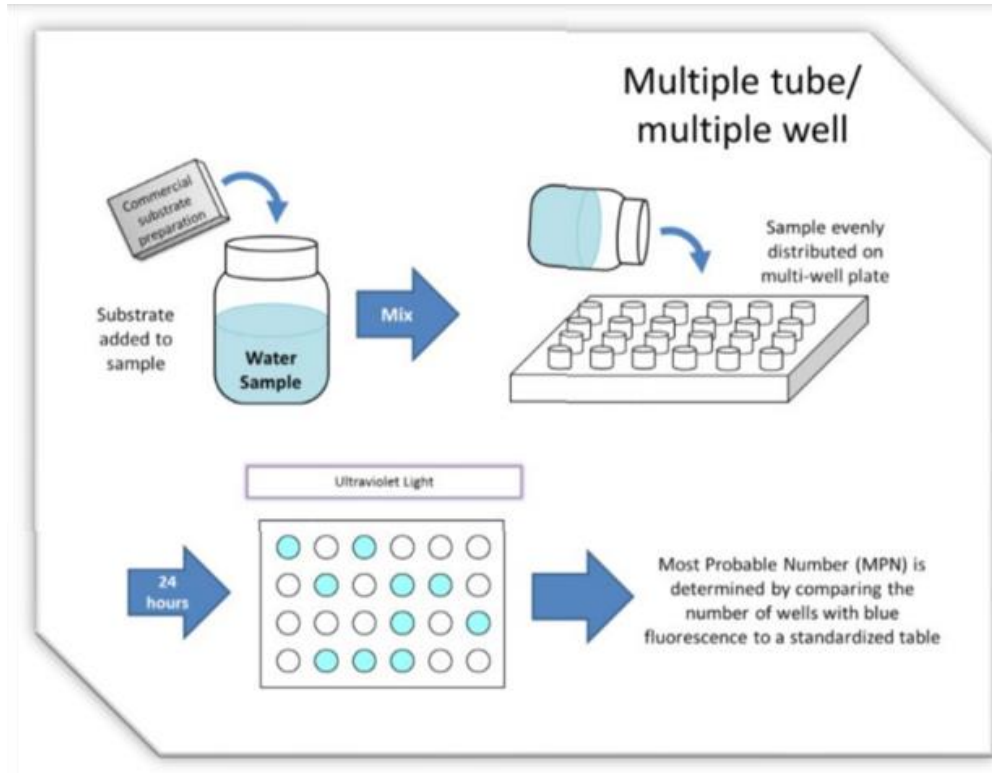 Multiple tube/
multiple well
Commercial
substrate
preparation
Substrate
added to
sample
Water
Sample
Mix
Sample evenly
distributed on
multi-well plate
Ultraviolet Light
24
hours
Most Probable Number (MPN) is
determined by comparing the
number of wells with blue
fluorescence to a standardized table